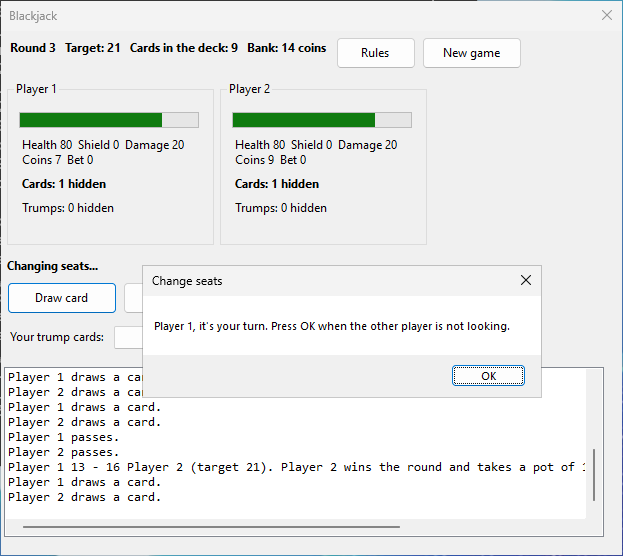 Blackjack
Round 3 Target: 21 Cards in the deck: 9 Bank: 14 coins Rules New game
Player 1 Player 2
Health 80 Shield 0 Damage 20 Health 80 Shield 0 Damage 20
Coins 7 Bet 0 Coins 9 Bet 0
Cards: 1 hidden Cards: 1 hidden
Trumps: 0 hidden Trumps: 0 hidden
Changing seats...
Draw card
Your trump cards:
Change seats
Player 1, it's your turn. Press OK when the other player is not looking.
OK
Player 1 draws a
Player 2 draws a
Player 1 draws a card.
Player 2 draws a card.
Player 1 passes.
Player 2 passes.
Player 1 13 - 16 Player 2 (target 21). Player 2 wins the round and takes a pot of
Player 1 draws a card.
Player 2 draws a card.